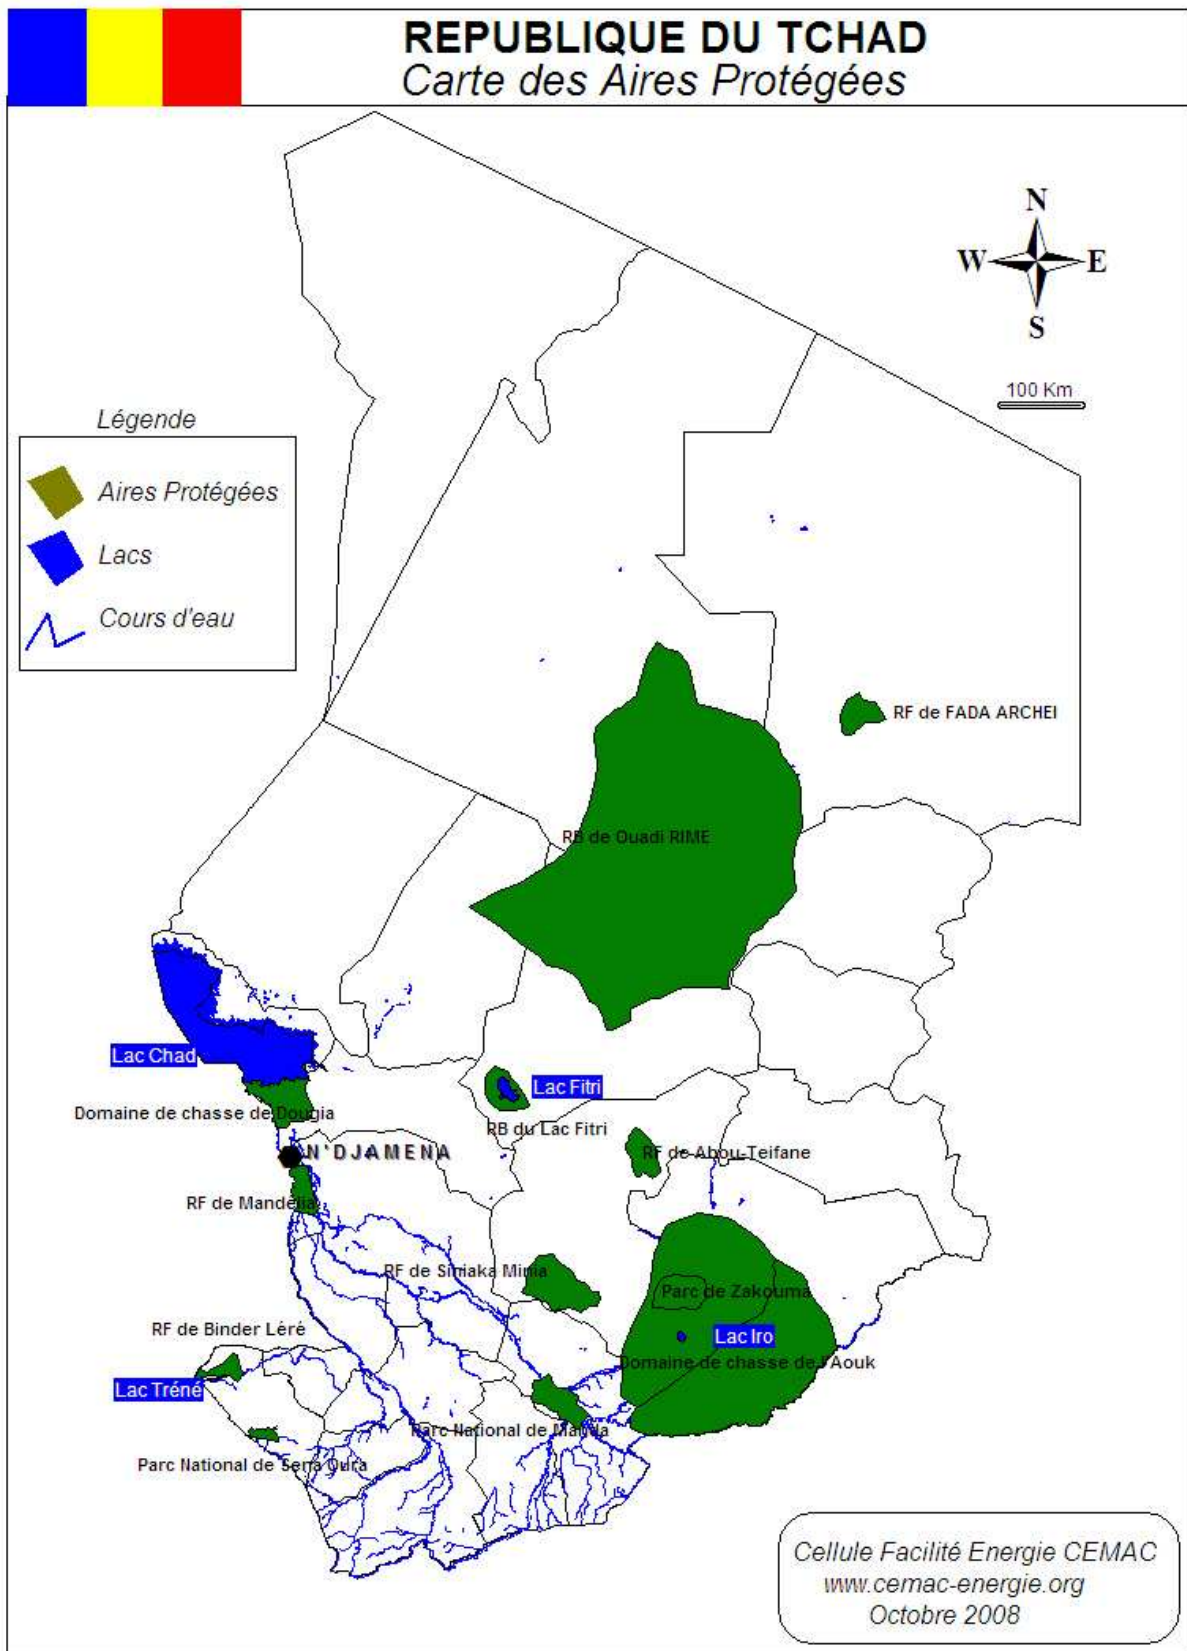 REPUBLIQUE DU TCHAD
Carte des Aires Protégées
N
W
E
S
100 Km
Légende
Aires Protégées
Lacs
Cours d'eau
RF de FADA ARCHEI
RB de Ouadi RIME
Lac Chad
Lac Fitri
Domaine de chasse de Dougia
RB du Lac Fitri
N'DJAMENA
RF de Abou-Teifane
RF de Mandelia
RF de Siniaka Minia
Parc de Zakouma
RF de Binder Léré
Lac Iro
Domaine de chasse de l'Aouk
Lac Tréné
Parc National de Manda
Parc National de Sena Oura
Cellule Facilité Energie CEMAC
www.cemac-energie.org
Octobre 2008